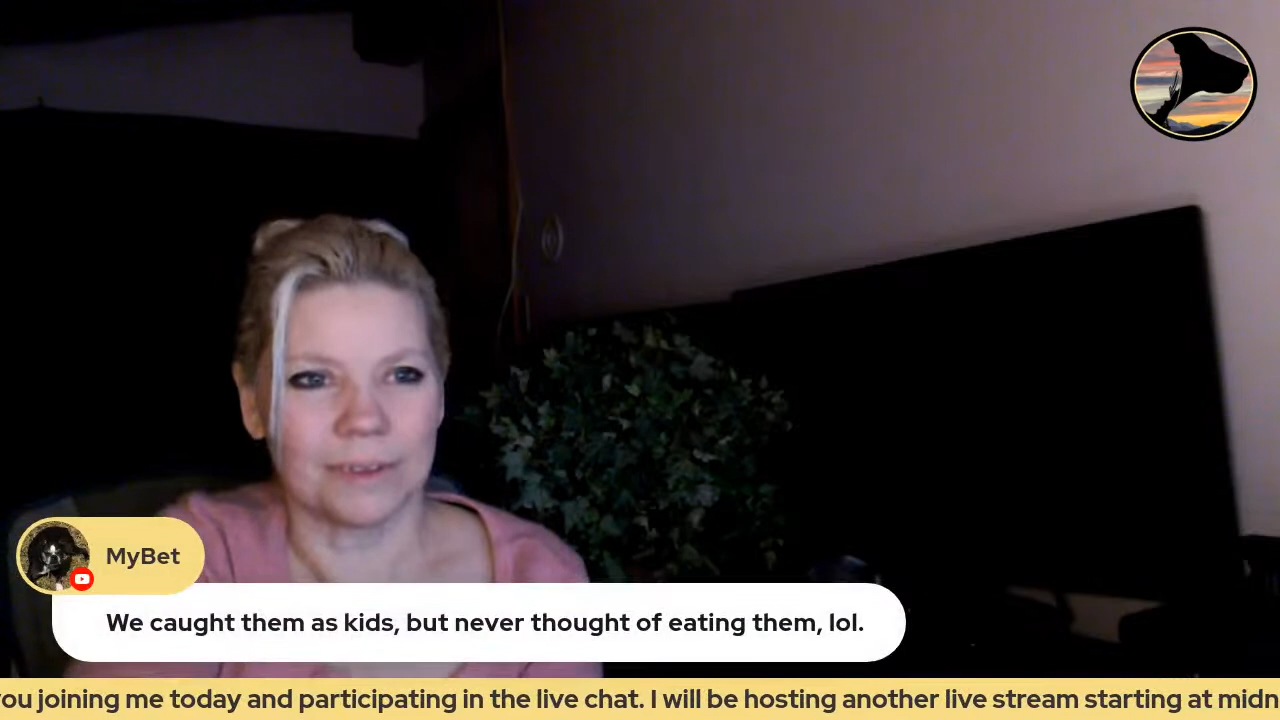 MyBet
We caught them as kids, but never thought of eating them, lol.
you joining me today and participating in the live chat. I will be hosting another live stream starting at midn